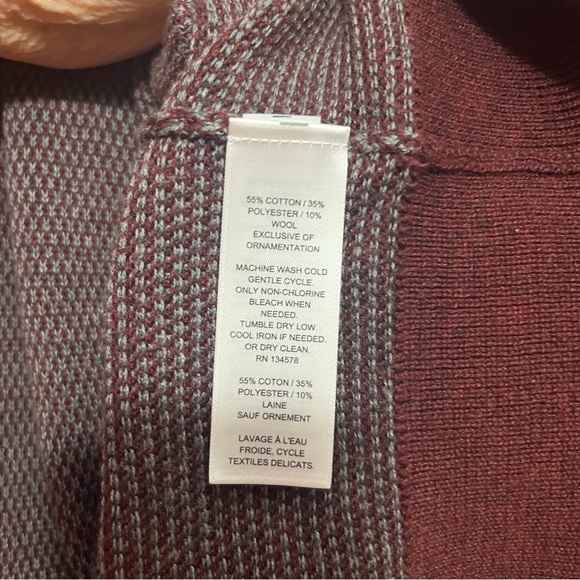 55% COTTON / 35%
POLYESTER / 10%
WOOL
EXCLUSIVE OF
ORNAMENTATION
MACHINE WASH COLD
GENTLE CYCLE.
ONLY NON-CHLORINE
BLEACH WHEN
NEEDED.
TUMBLE DRY LOW.
COOL IRON IF NEEDED.
OR DRY CLEAN.
RN 134578
55% COTTON / 35%
POLYESTER / 10%
LAINE
SAUF ORNEMENT
LAVAGE À L'EAU
FROIDE, CYCLE
TEXTILES DELICATS.